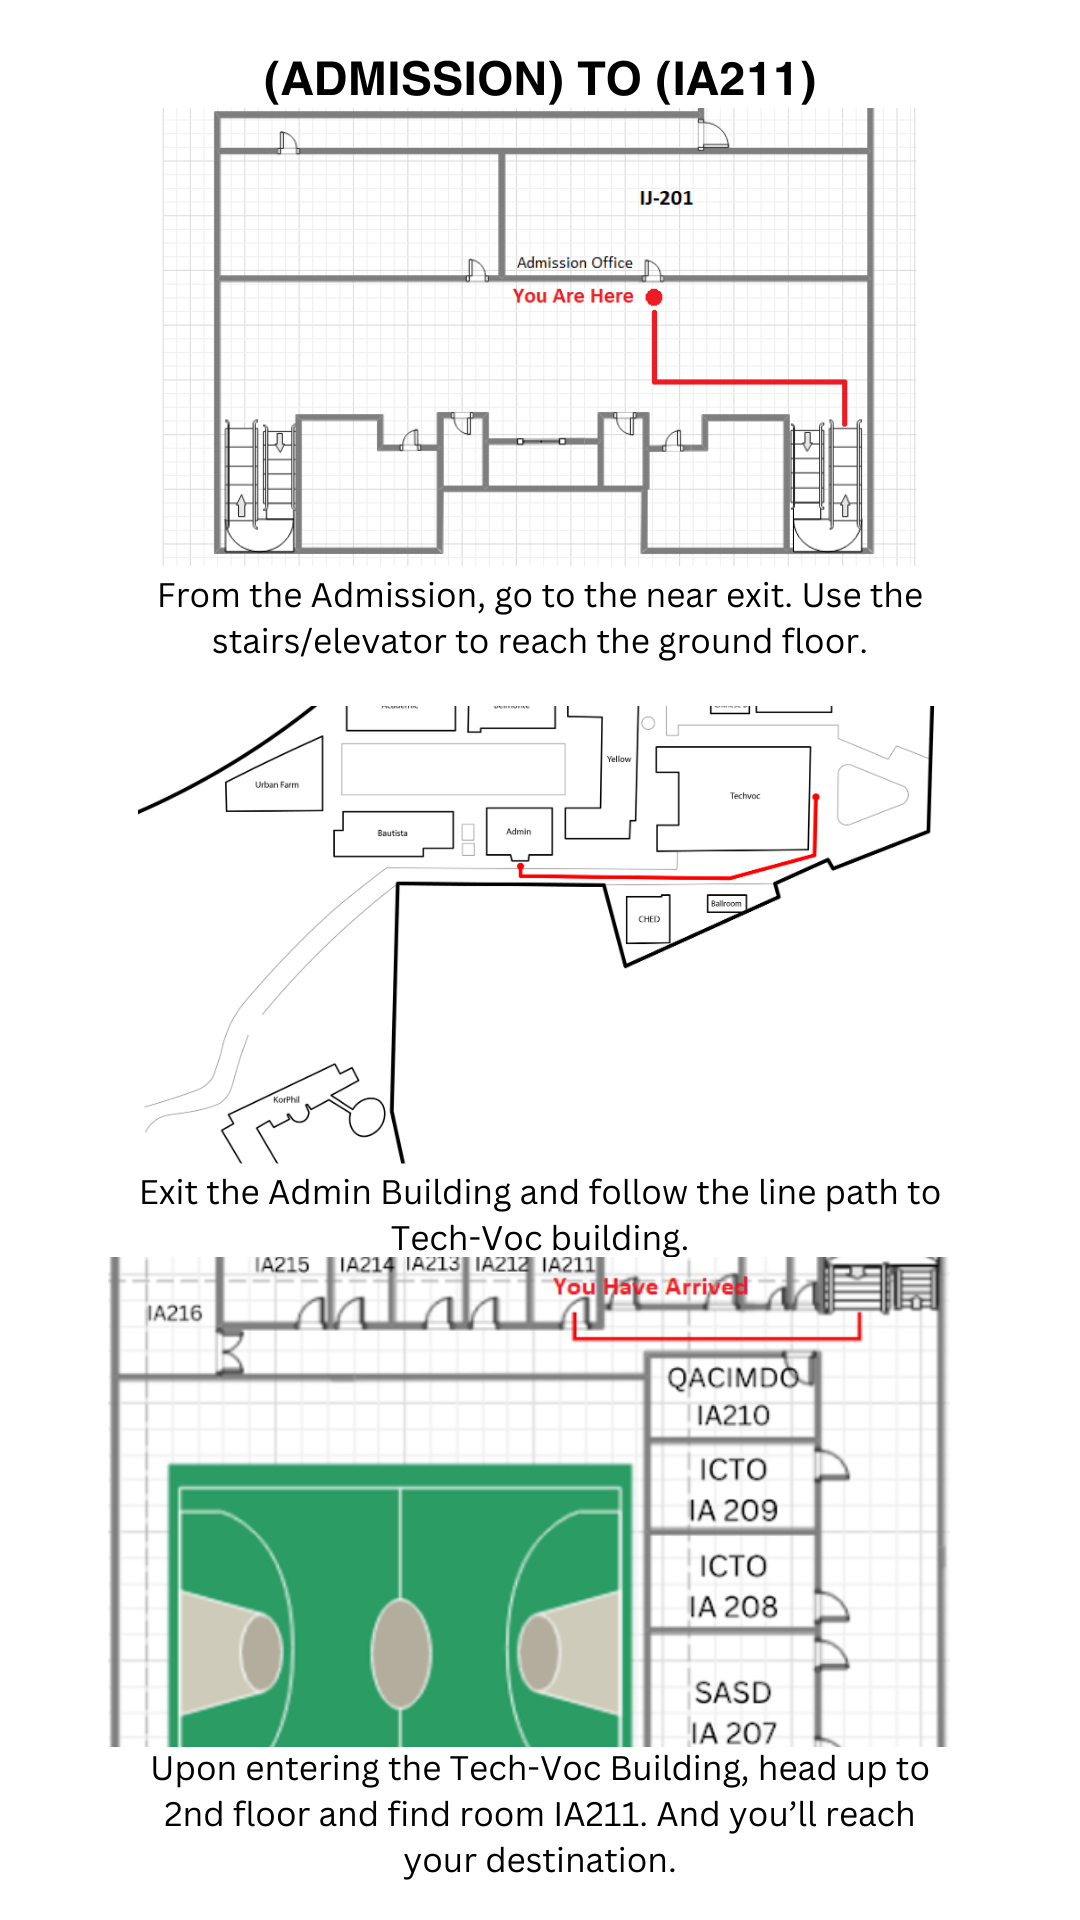 (ADMISSION) TO (IA211)
IJ-201
Admission Office
You Are Here
From the Admission, go to the near exit. Use the
stairs/elevator to reach the ground floor.
Academic
Belmonte
Yellow
Urban Farm
Techvoc
Bautista
Admin
CHED
Ballroom
KorPhil
Exit the Admin Building and follow the line path to
Tech-Voc building.
IA215 IA214 IA213 IA212 IA211
You Have Arrived
IA216
QACIMDO
IA210
ICTO
IA 209
ICTO
IA 208
SASD
IA 207
Upon entering the Tech-Voc Building, head up to
2nd floor and find room IA211. And you’ll reach
your destination.